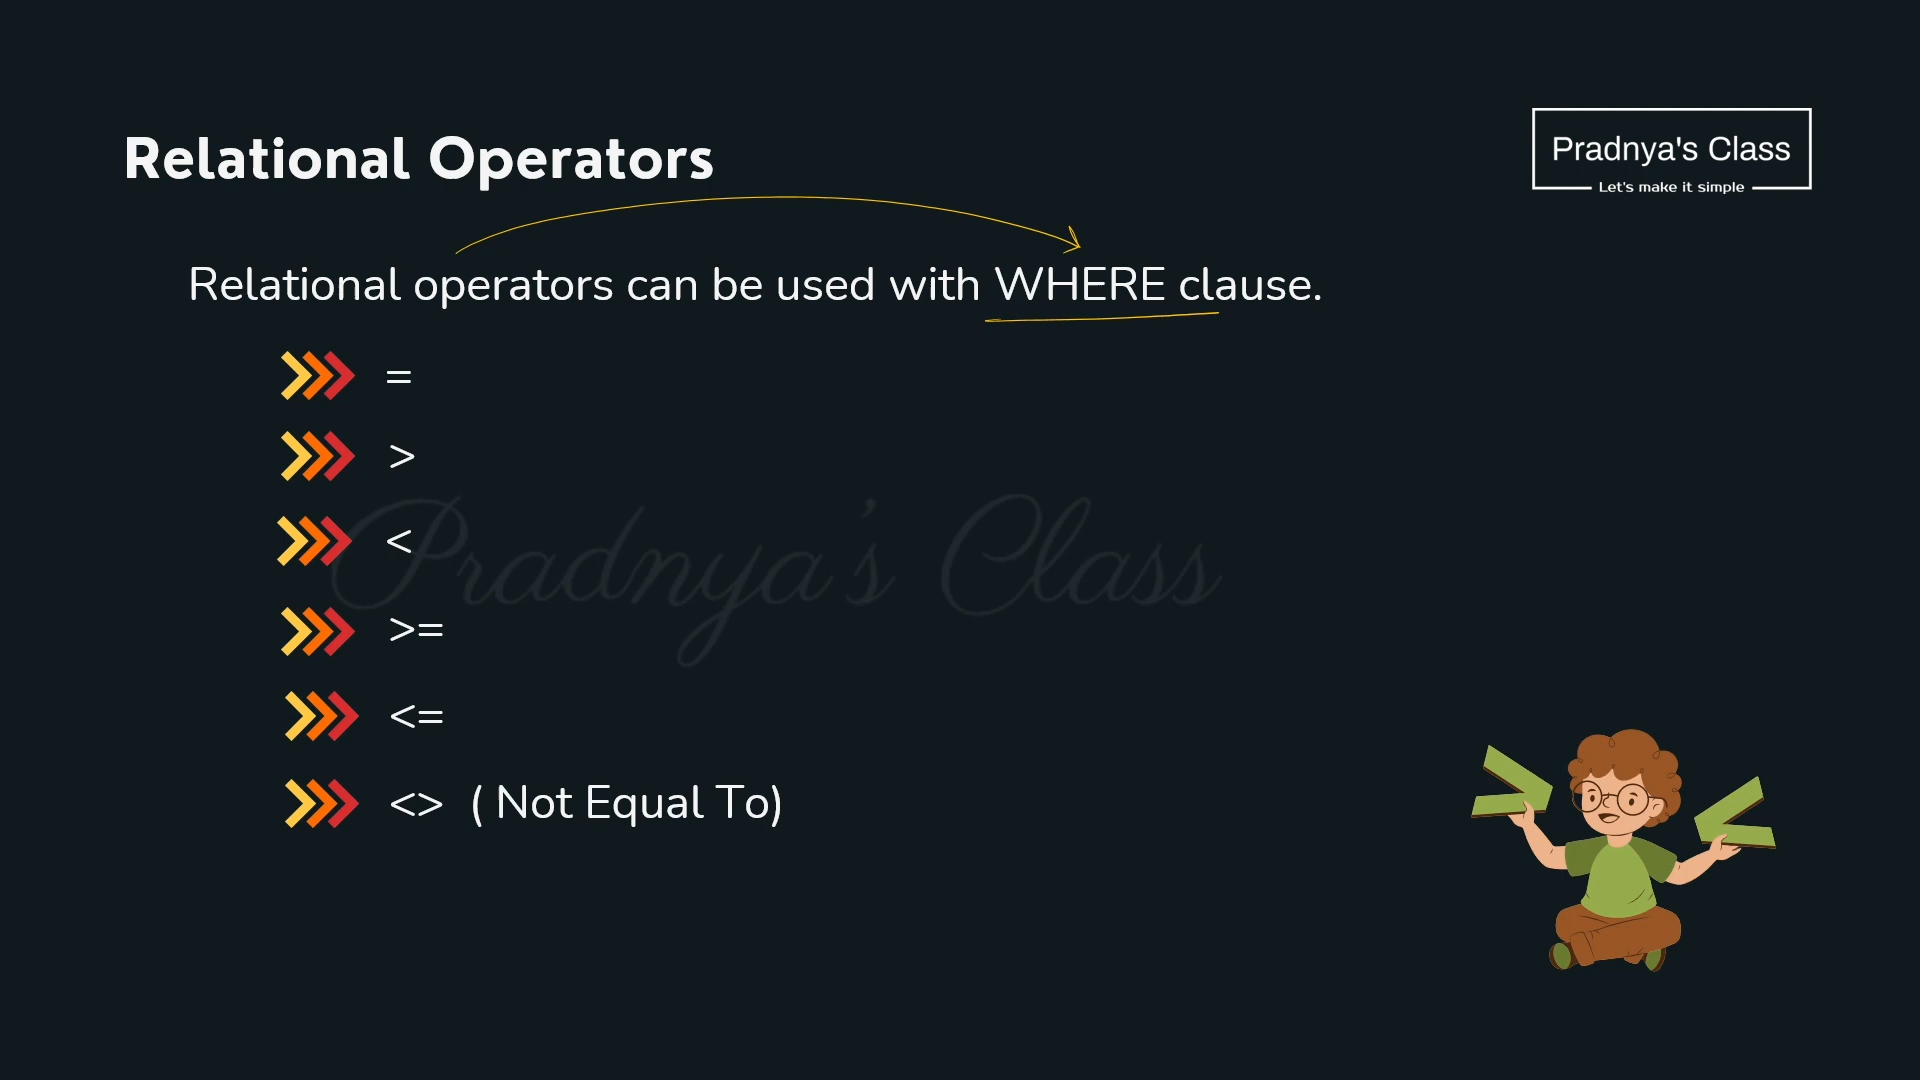 Relational Operators
Pradnya's Class
Let's make it simple
Relational operators can be used with WHERE clause.
=
>
<
>=
<=
<> ( Not Equal To)
Pradnya's Class